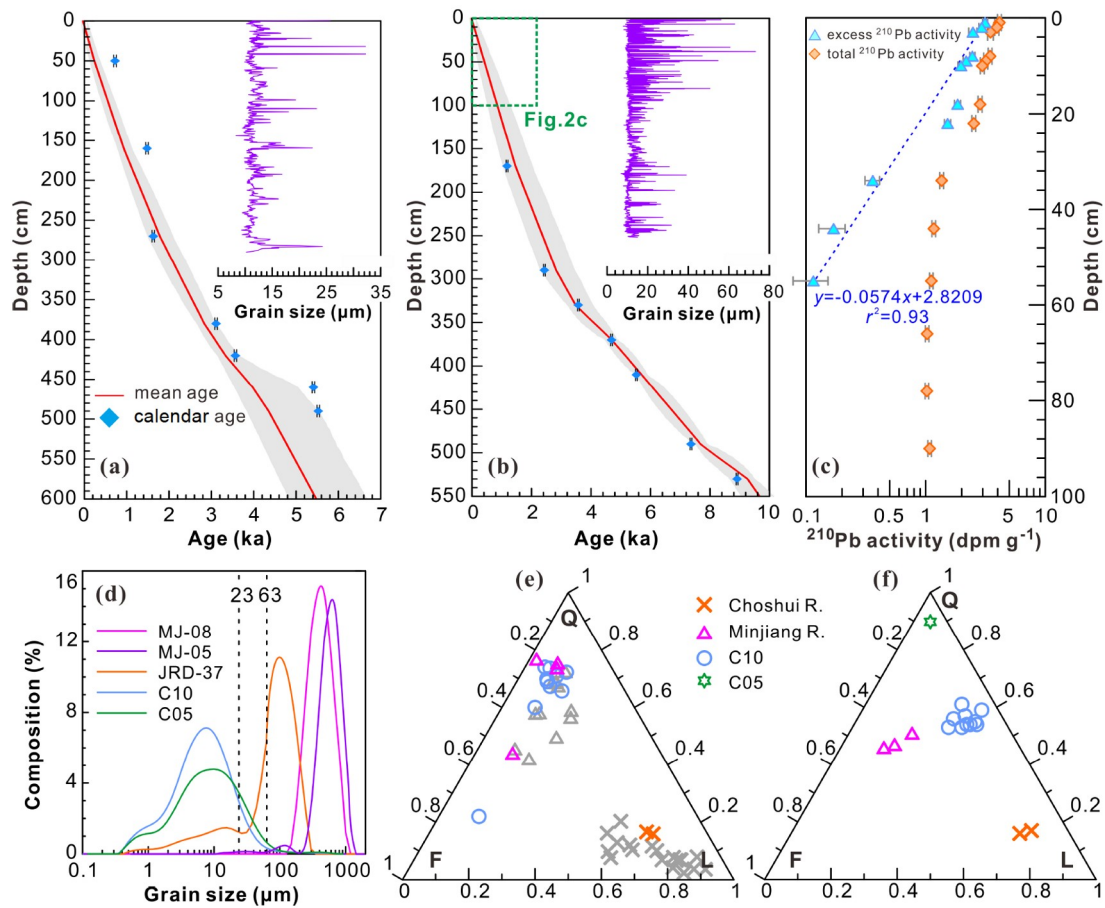 0
50
100
150
200
250
300
350
400
450
500
550
600
Depth (cm)
5
15
25
35
Grain size (μm)
mean age
calendar age
(a)
0 1 2 3 4 5 6 7
Age (ka)
0
50
100
150
200
250
300
350
400
450
500
550
Depth (cm)
Fig.2c
0 10 20 30 40 50 60 70 80
Grain size (μm)
(b)
0 2 4 6 8 10
Age (ka)
excess ²¹⁰Pb activity
total ²¹⁰Pb activity
y=-0.0574x+2.8209
r²=0.93
(c)
0
20
40
60
80
100
Depth (cm)
0.1 0.5 1 5 10
²¹⁰Pb activity (dpm g⁻¹)
16
12
8
4
0
Composition (%)
(d)
23 63
MJ-08
MJ-05
JRD-37
C10
C05
0.1 1 10 100 1000
Grain size (μm)
(e)
1
Q
0.2 0.8
0.4 0.6
0.6 0.4
0.8 0.2
1 F L
0 0.2 0.4 0.6 0.8 1
0
Choshui R.
Minjiang R.
C10
C05
(f)
1
Q
0.2 0.8
0.4 0.6
0.6 0.4
0.8 0.2
1 F L
0 0.2 0.4 0.6 0.8 1
0